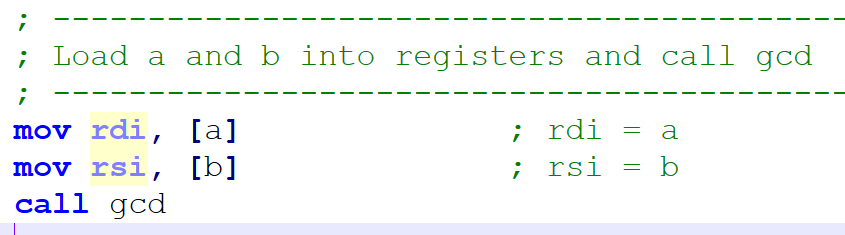 ; ------------------------------------------
; Load a and b into registers and call gcd
; ------------------------------------------
mov rdi, [a]               ; rdi = a
mov rsi, [b]               ; rsi = b
call gcd